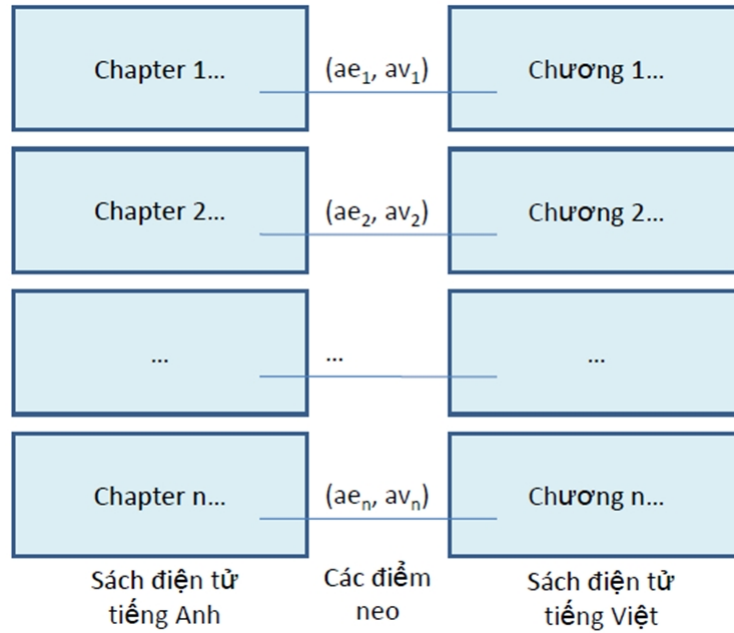 Chapter 1... (ae₁, av₁) Chương 1...
Chapter 2... (ae₂, av₂) Chương 2...
... ... ...
Chapter n... (aeₙ, avₙ) Chương n...
Sách điện tử Các điểm Sách điện tử
tiếng Anh neo tiếng Việt